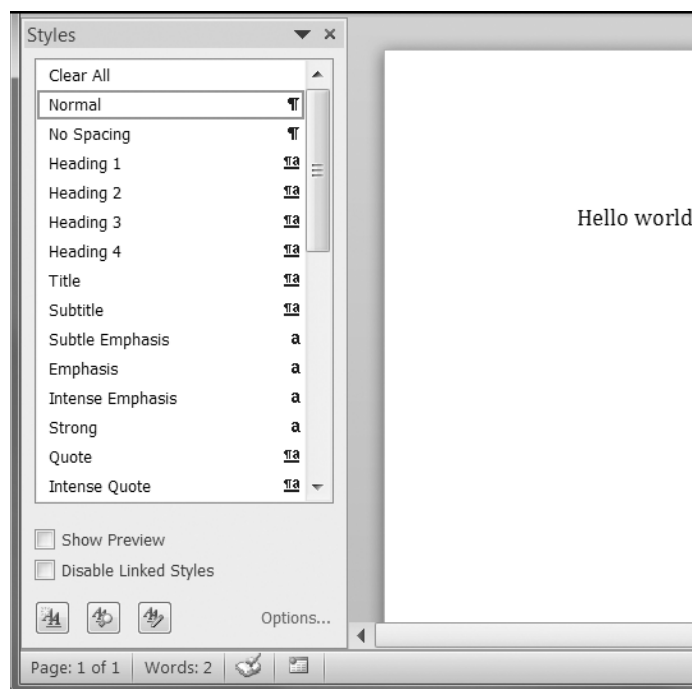 Styles
Clear All
Normal ¶
No Spacing ¶
Heading 1 ¶a
Heading 2 ¶a
Heading 3 ¶a
Heading 4 ¶a
Title ¶a
Subtitle ¶a
Subtle Emphasis a
Emphasis a
Intense Emphasis a
Strong a
Quote ¶a
Intense Quote ¶a
Show Preview
Disable Linked Styles
Options...
Page: 1 of 1 Words: 2
Hello world